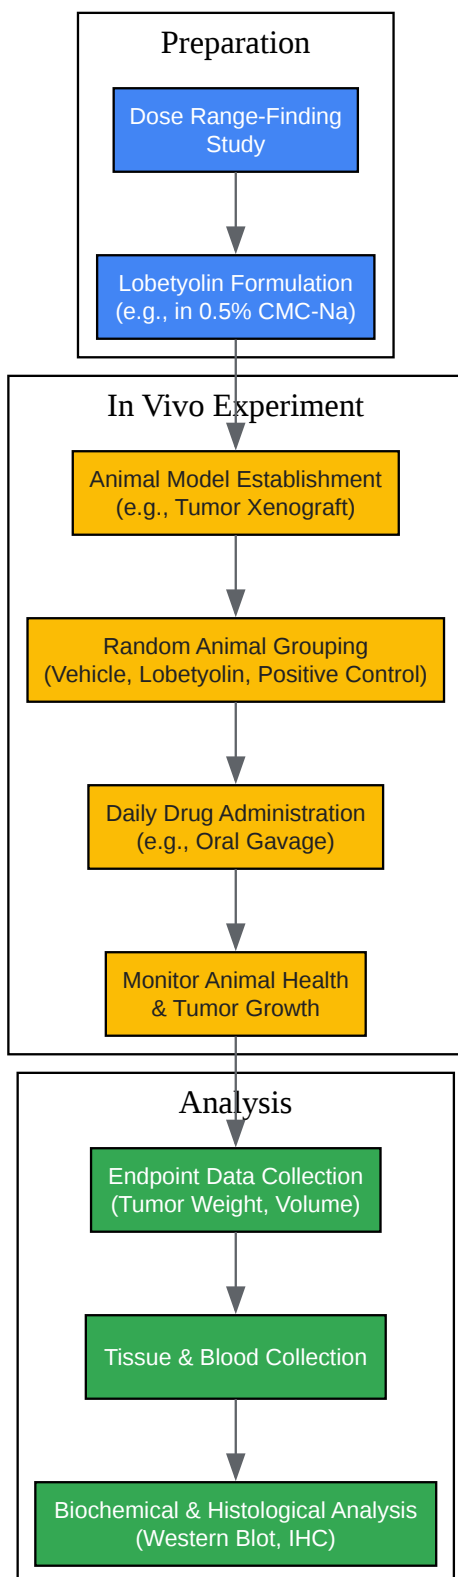 Preparation
Dose Range-Finding
Study
Lobetyolin Formulation
(e.g., in 0.5% CMC-Na)
In Vivo Experiment
Animal Model Establishment
(e.g., Tumor Xenograft)
Random Animal Grouping
(Vehicle, Lobetyolin, Positive Control)
Daily Drug Administration
(e.g., Oral Gavage)
Monitor Animal Health
& Tumor Growth
Analysis
Endpoint Data Collection
(Tumor Weight, Volume)
Tissue & Blood Collection
Biochemical & Histological Analysis
(Western Blot, IHC)